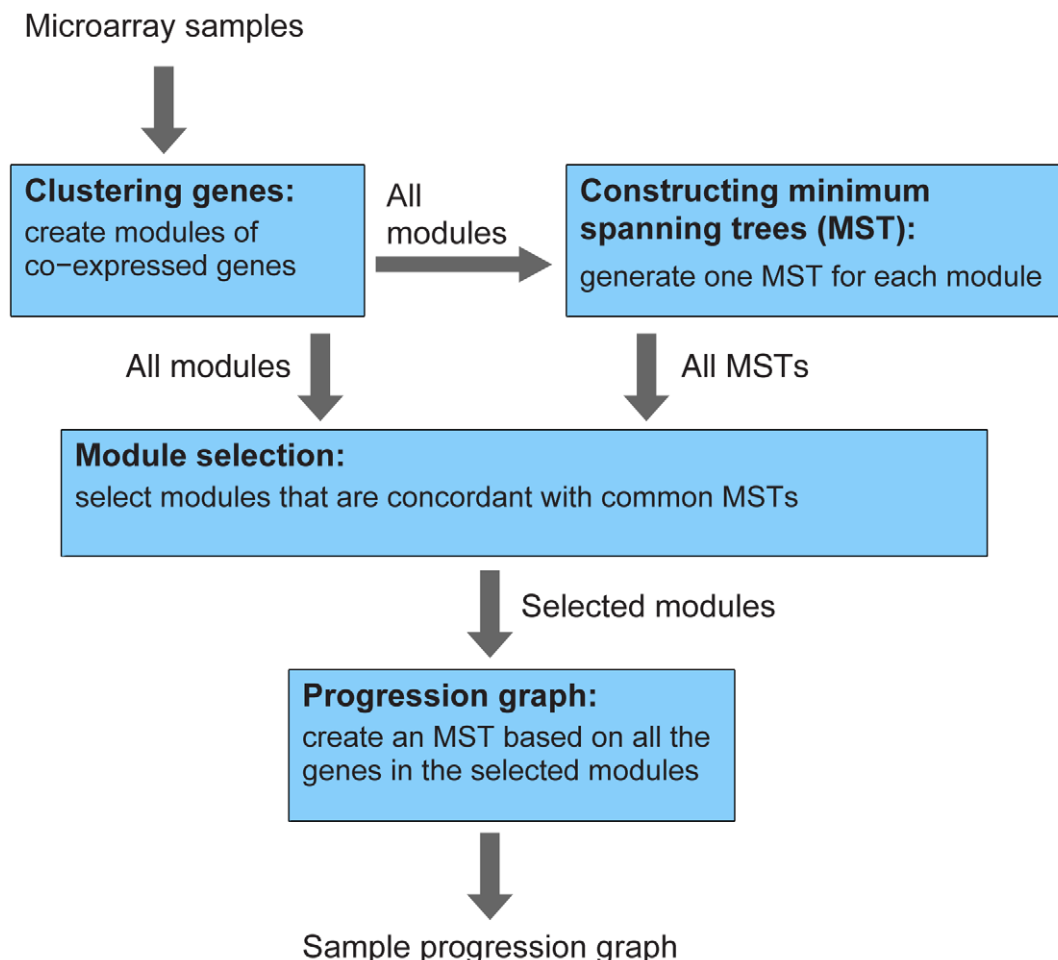 Microarray samples
Clustering genes:
create modules of
co−expressed genes
All
modules
Constructing minimum
spanning trees (MST):
generate one MST for each module
All modules
All MSTs
Module selection:
select modules that are concordant with common MSTs
Selected modules
Progression graph:
create an MST based on all the
genes in the selected modules
Sample progression graph